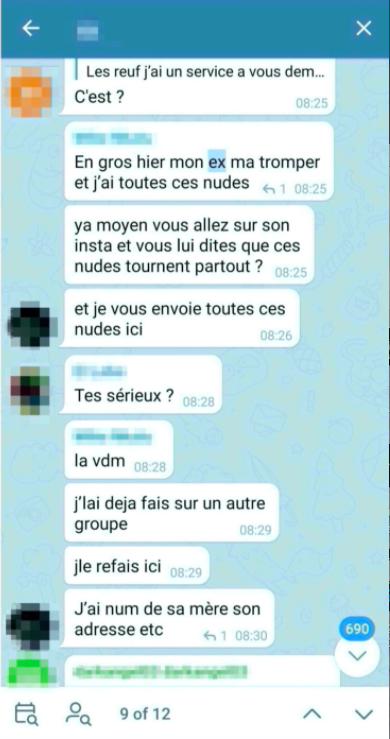 Les reuf j'ai un service a vous dem...
C'est ?
08:25
En gros hier mon ex ma tromper
et j'ai toutes ces nudes 1 08:25
ya moyen vous allez sur son
insta et vous lui dites que ces
nudes tournent partout ? 08:25
et je vous envoie toutes ces
nudes ici
08:26
Tes sérieux ? 08:28
la vdm 08:28
j'lai deja fais sur un autre
groupe
08:29
jle refais ici 08:29
J'ai num de sa mère son
adresse etc 1 08:30
690
9 of 12